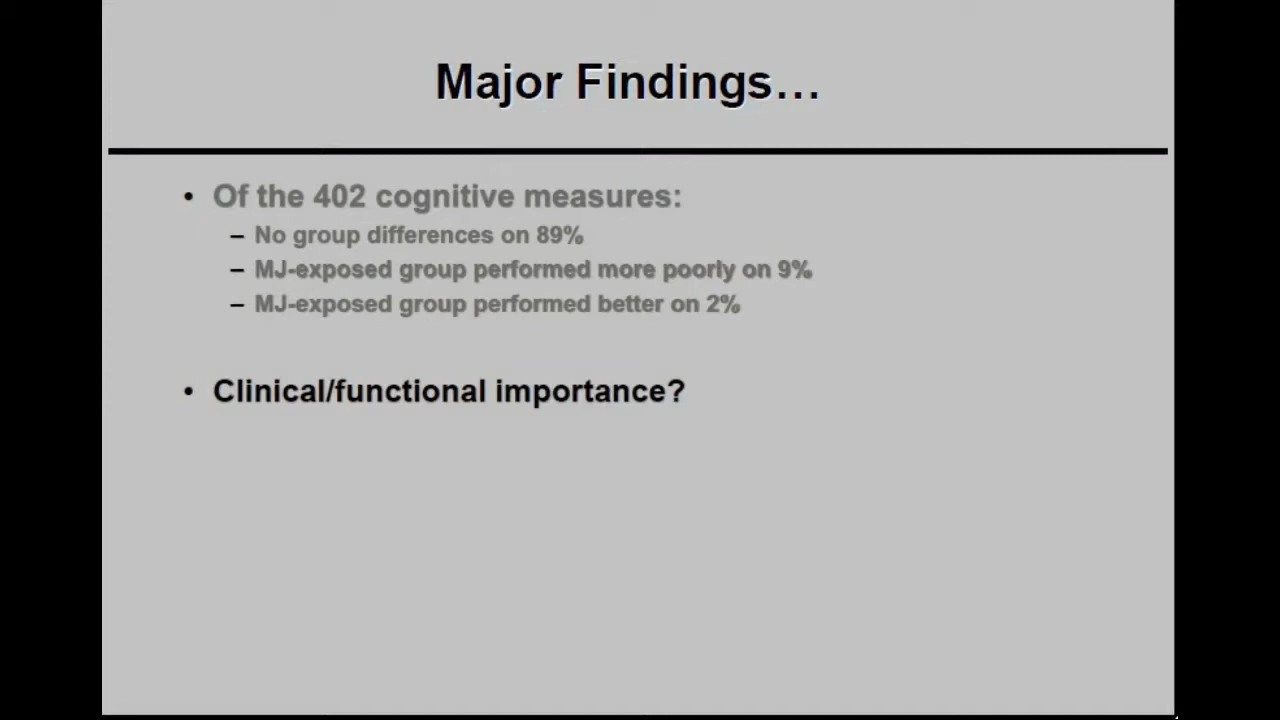 Major Findings…
• Of the 402 cognitive measures:
– No group differences on 89%
– MJ-exposed group performed more poorly on 9%
– MJ-exposed group performed better on 2%
• Clinical/functional importance?